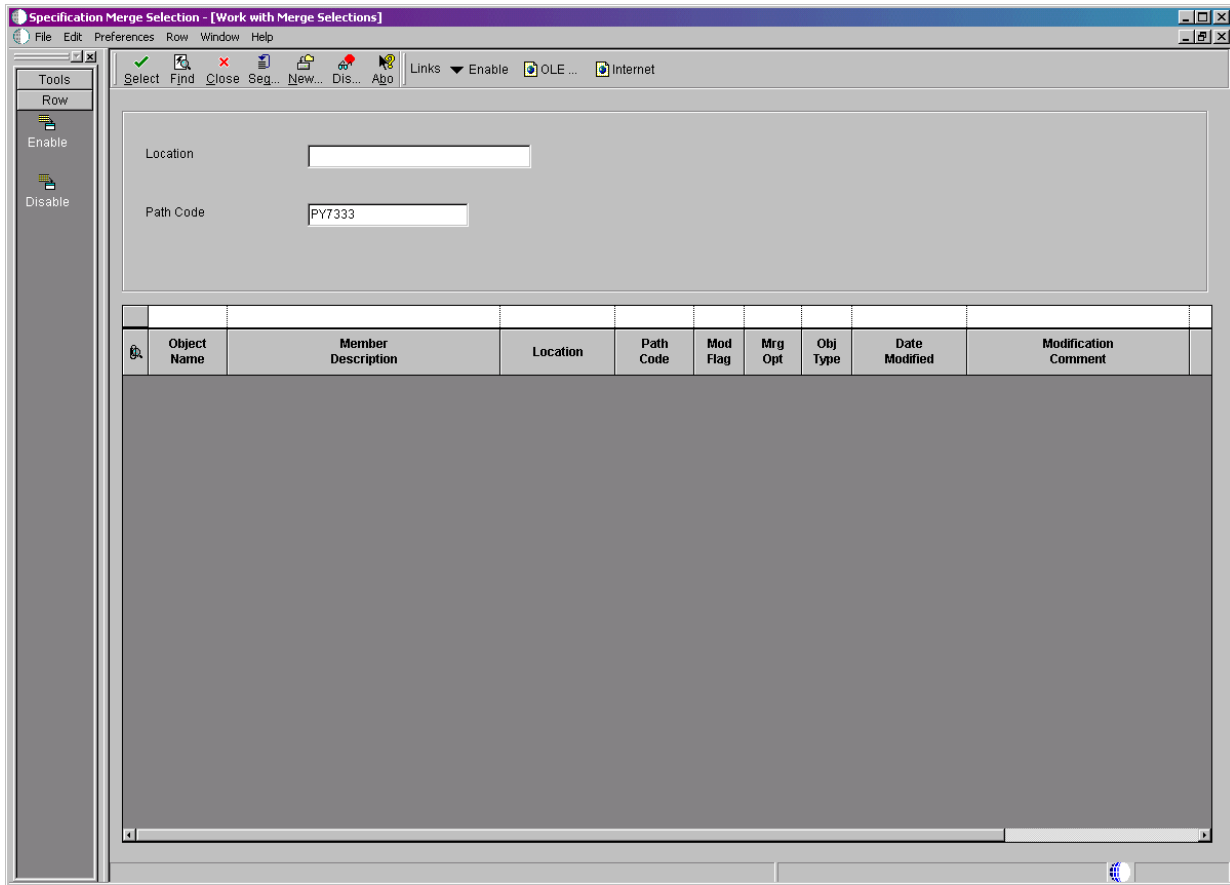 Specification Merge Selection - [Work with Merge Selections]
File Edit Preferences Row Window Help
Select Find Close Seq... New... Dis... Abo Links Enable OLE ... Internet
Tools
Row
Enable
Disable
Location
Path Code PY7333
Object Name Member Description Location Path Code Mod Flag Mrg Opt Obj Type Date Modified Modification Comment